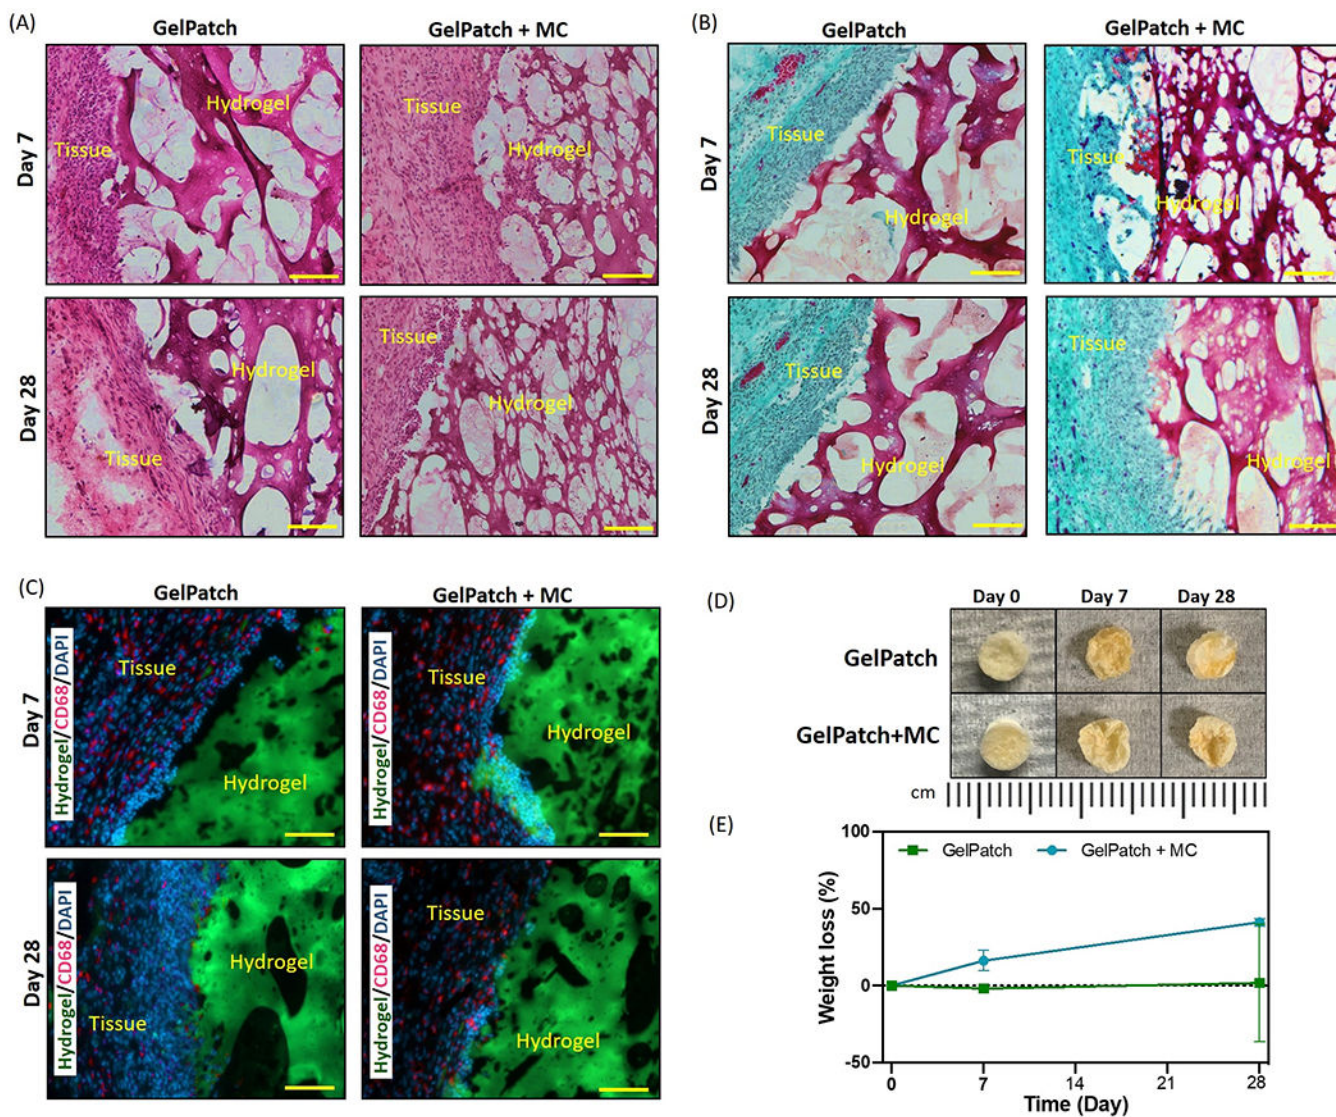 (A)
GelPatch
GelPatch + MC
Day 7
Tissue
Hydrogel
Tissue
Hydrogel
Day 28
Tissue
Hydrogel
Tissue
Hydrogel
(B)
GelPatch
GelPatch + MC
Day 7
Tissue
Hydrogel
Tissue
Hydrogel
Day 28
Tissue
Hydrogel
Tissue
Hydrogel
(C)
GelPatch
GelPatch + MC
Day 7
Hydrogel/CD68/DAPI
Tissue
Hydrogel
Hydrogel/CD68/DAPI
Tissue
Hydrogel
Day 28
Hydrogel/CD68/DAPI
Tissue
Hydrogel
Hydrogel/CD68/DAPI
Tissue
Hydrogel
(D)
Day 0
Day 7
Day 28
GelPatch
GelPatch+MC
cm
(E)
GelPatch
GelPatch + MC
Weight loss (%)
100
50
0
-50
0
7
14
21
28
Time (Day)